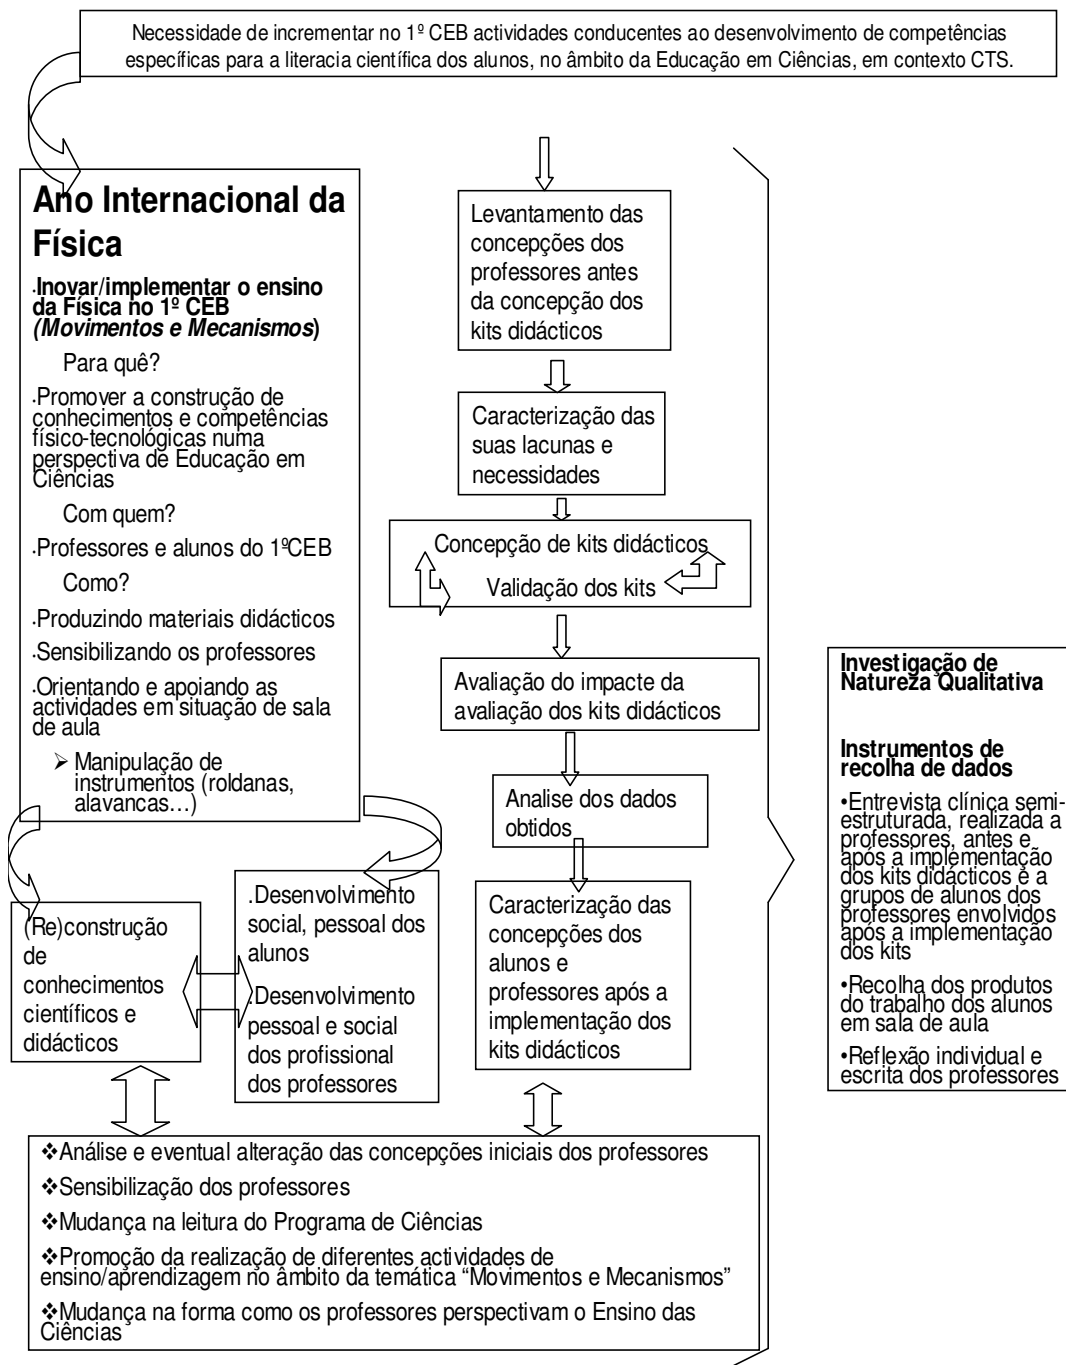 Necessidade de incrementar no 1º CEB actividades conducentes ao desenvolvimento de competências
específicas para a literacia científica dos alunos, no âmbito da Educação em Ciências, em contexto CTS.
Ano Internacional da
Física
.Inovar/implementar o ensino
da Física no 1º CEB
(Movimentos e Mecanismos)
Para quê?
.Promover a construção de
conhecimentos e competências
físico-tecnológicas numa
perspectiva de Educação em
Ciências
Com quem?
.Professores e alunos do 1ºCEB
Como?
.Produzindo materiais didácticos
.Sensibilizando os professores
.Orientando e apoiando as
actividades em situação de sala
de aula
➢ Manipulação de
instrumentos (roldanas,
alavancas…)
(Re)construção
de
conhecimentos
científicos e
didácticos
.Desenvolvimento
social, pessoal dos
alunos
.Desenvolvimento
pessoal e social
dos profissional
dos professores
Levantamento das
concepções dos
professores antes
da concepção dos
kits didácticos
Caracterização das
suas lacunas e
necessidades
Concepção de kits didácticos
Validação dos kits
Avaliação do impacte da
avaliação dos kits didácticos
Analise dos dados
obtidos
Caracterização das
concepções dos
alunos e
professores após a
implementação dos
kits didácticos
❖Análise e eventual alteração das concepções iniciais dos professores
❖Sensibilização dos professores
❖Mudança na leitura do Programa de Ciências
❖Promoção da realização de diferentes actividades de
ensino/aprendizagem no âmbito da temática “Movimentos e Mecanismos”
❖Mudança na forma como os professores perspectivam o Ensino das
Ciências
Investigação de
Natureza Qualitativa
Instrumentos de
recolha de dados
•Entrevista clínica semi-
estruturada, realizada a
professores, antes e
após a implementação
dos kits didácticos e a
grupos de alunos dos
professores envolvidos
após a implementação
dos kits
•Recolha dos produtos
do trabalho dos alunos
em sala de aula
•Reflexão individual e
escrita dos professores